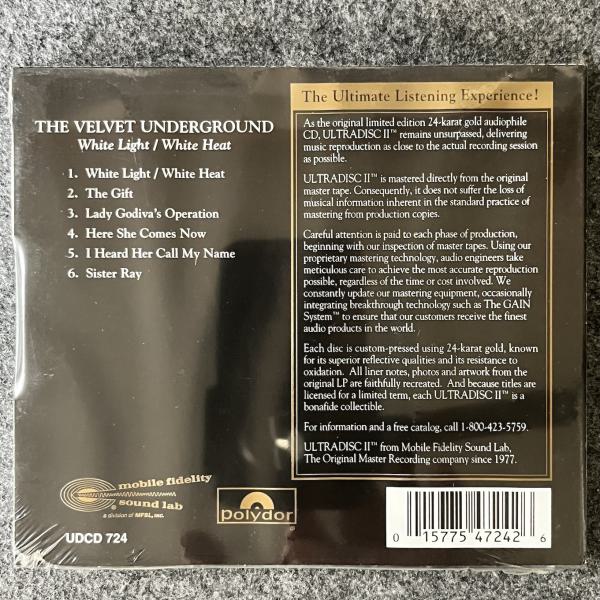 THE VELVET UNDERGROUND
White Light / White Heat
1. White Light / White Heat
2. The Gift
3. Lady Godiva's Operation
4. Here She Comes Now
5. I Heard Her Call My Name
6. Sister Ray
The Ultimate Listening Experience!
As the original limited edition 24-karat gold audiophile
CD, ULTRADISC II™ remains unsurpassed, delivering
music reproduction as close to the actual recording session
as possible.
ULTRADISC II™ is mastered directly from the original
master tape. Consequently, it does not suffer the loss of
musical information inherent in the standard practice of
mastering from production copies.
Careful attention is paid to each phase of production,
beginning with our inspection of master tapes. Using our
proprietary mastering technology, audio engineers take
meticulous care to achieve the most accurate reproduction
possible, regardless of the time or cost involved. We
constantly update our mastering equipment, occasionally
integrating breakthrough technology such as The GAIN
System™ to ensure that our customers receive the finest
audio products in the world.
Each disc is custom-pressed using 24-karat gold, known
for its superior reflective qualities and its resistance to
oxidation. All liner notes, photos and artwork from the
original LP are faithfully recreated. And because titles are
licensed for a limited term, each ULTRADISC II™ is a
bonafide collectible.
For information and a free catalog, call 1-800-423-5759.
ULTRADISC II™ from Mobile Fidelity Sound Lab,
The Original Master Recording company since 1977.
mobile fidelity
sound lab
a division of MFSL, INC.
polydor
UDCD 724
0 15775 47242 6